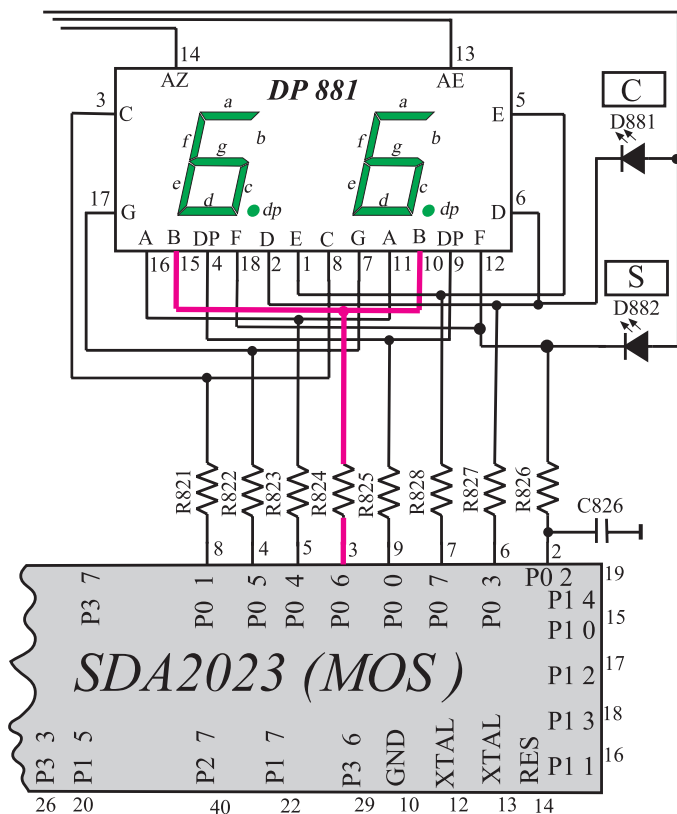 14 13
AZ DP 881 AE
C
3 C a a E 5
D881
f b f b
g g
e c e c
17 G d dp d dp D 6
A B DP F D E C G A B DP F
16 15 4 18 2 1 8 7 11 10 9 12
S
D882
R821 R822 R823 R824 R825 R828 R827 R826
C826
8 4 5 3 9 7 6 2
P3 7 P0 1 P0 5 P0 4 P0 6 P0 0 P0 7 P0 3 P0 2 19
P1 4
15
P1 0
SDA2023 (MOS )
17
P1 2
18
P1 3
P3 3 P1 5 P2 7 P1 7 P3 6 GND XTAL XTAL RES P1 1 16
26 20 40 22 29 10 12 13 14